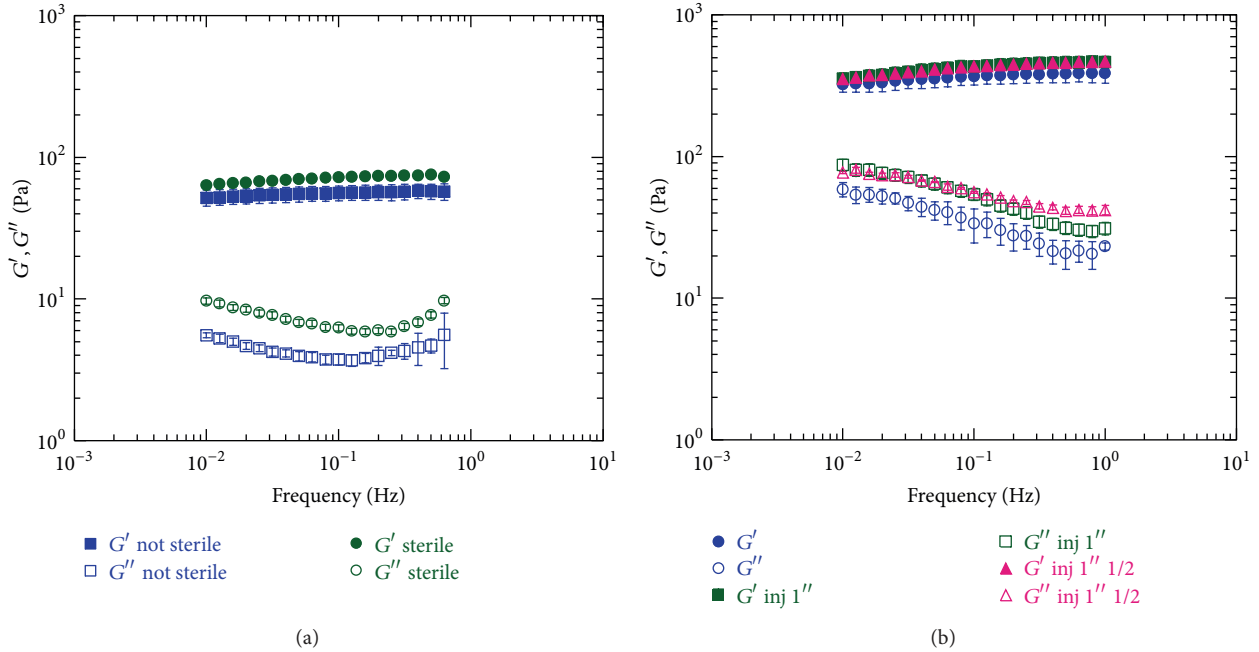 10³
10²
10¹
10⁰
G′, G″ (Pa)
10⁻³ 10⁻² 10⁻¹ 10⁰ 10¹
Frequency (Hz)
G′ not sterile
G″ not sterile
G′ sterile
G″ sterile
(a)
10³
10²
10¹
10⁰
G′, G″ (Pa)
10⁻³ 10⁻² 10⁻¹ 10⁰ 10¹
Frequency (Hz)
G′
G″
G′ inj 1″
G″ inj 1″
G′ inj 1″ 1/2
G″ inj 1″ 1/2
(b)